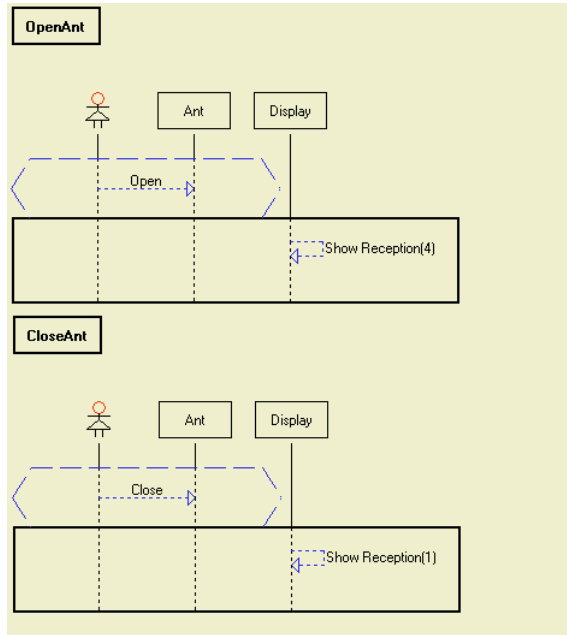 OpenAnt
Ant Display
Open
Show Reception(4)
CloseAnt
Ant Display
Close
Show Reception(1)